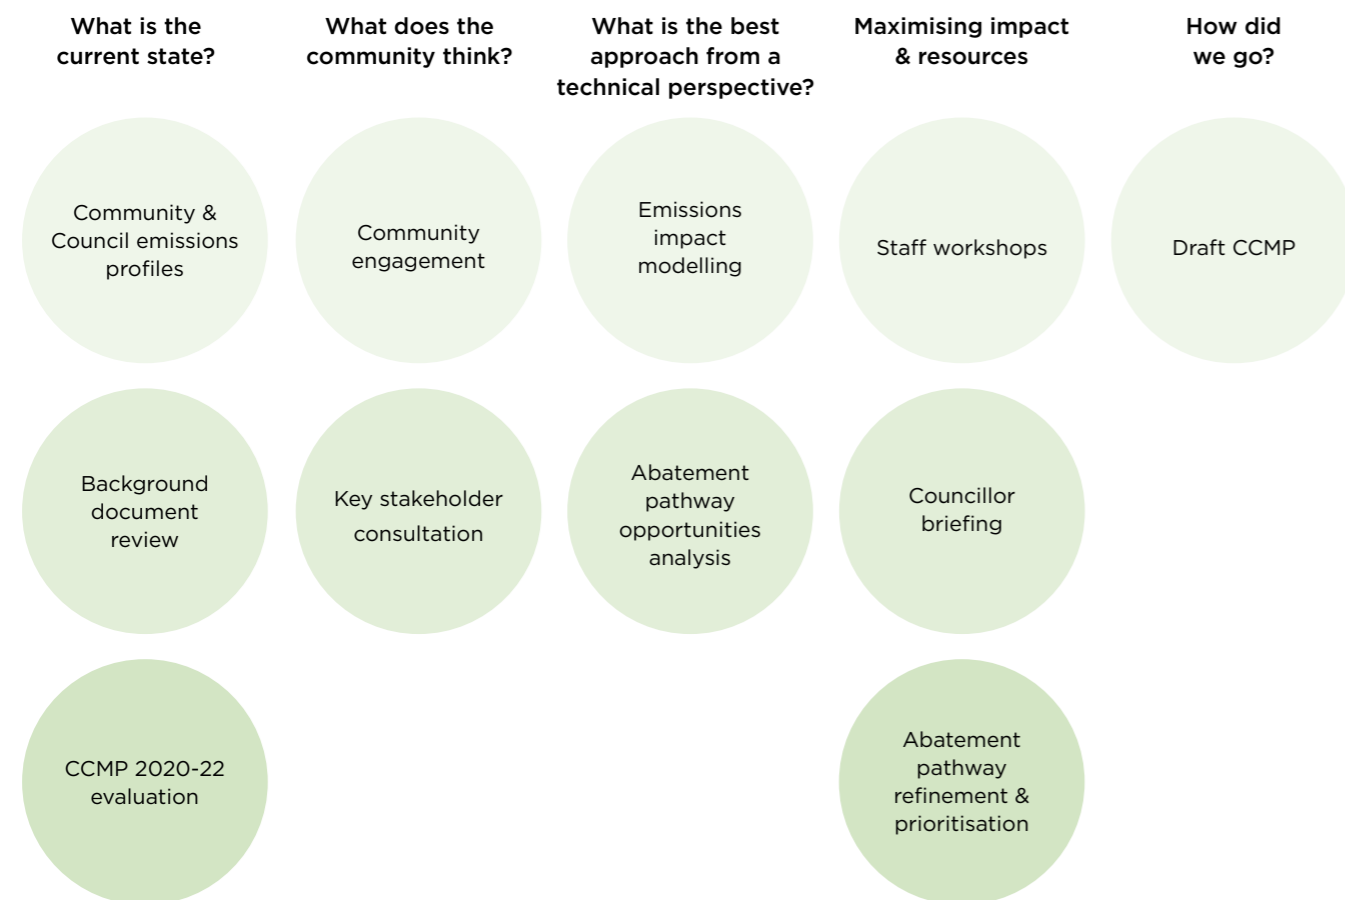 What is the
current state?
What does the
community think?
What is the best
approach from a
technical perspective?
Maximising impact
& resources
How did
we go?
Community &
Council emissions
profiles
Community
engagement
Emissions
impact
modelling
Staff workshops
Draft CCMP
Background
document
review
Key stakeholder
consultation
Abatement
pathway
opportunities
analysis
Councillor
briefing
CCMP 2020-22
evaluation
Abatement
pathway
refinement &
prioritisation